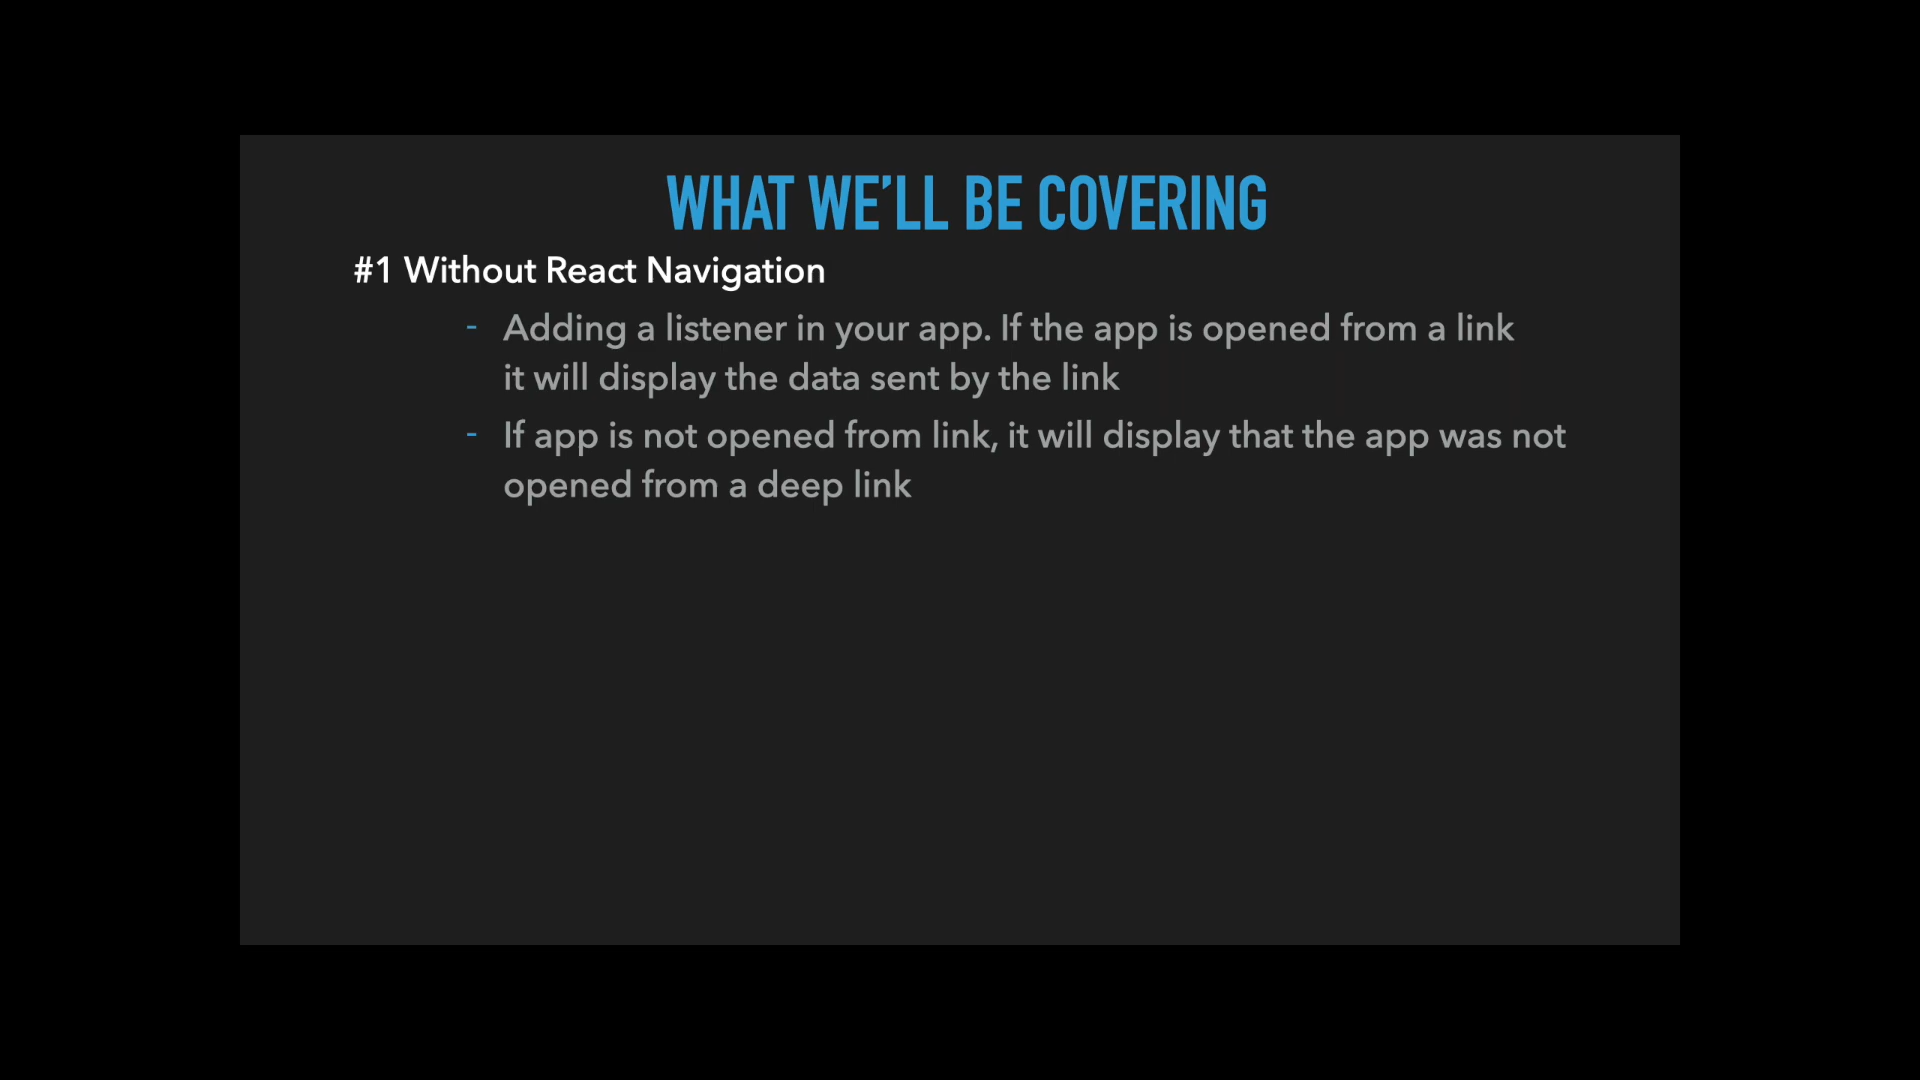 WHAT WE’LL BE COVERING
#1 Without React Navigation
- Adding a listener in your app. If the app is opened from a link
it will display the data sent by the link
- If app is not opened from link, it will display that the app was not
opened from a deep link